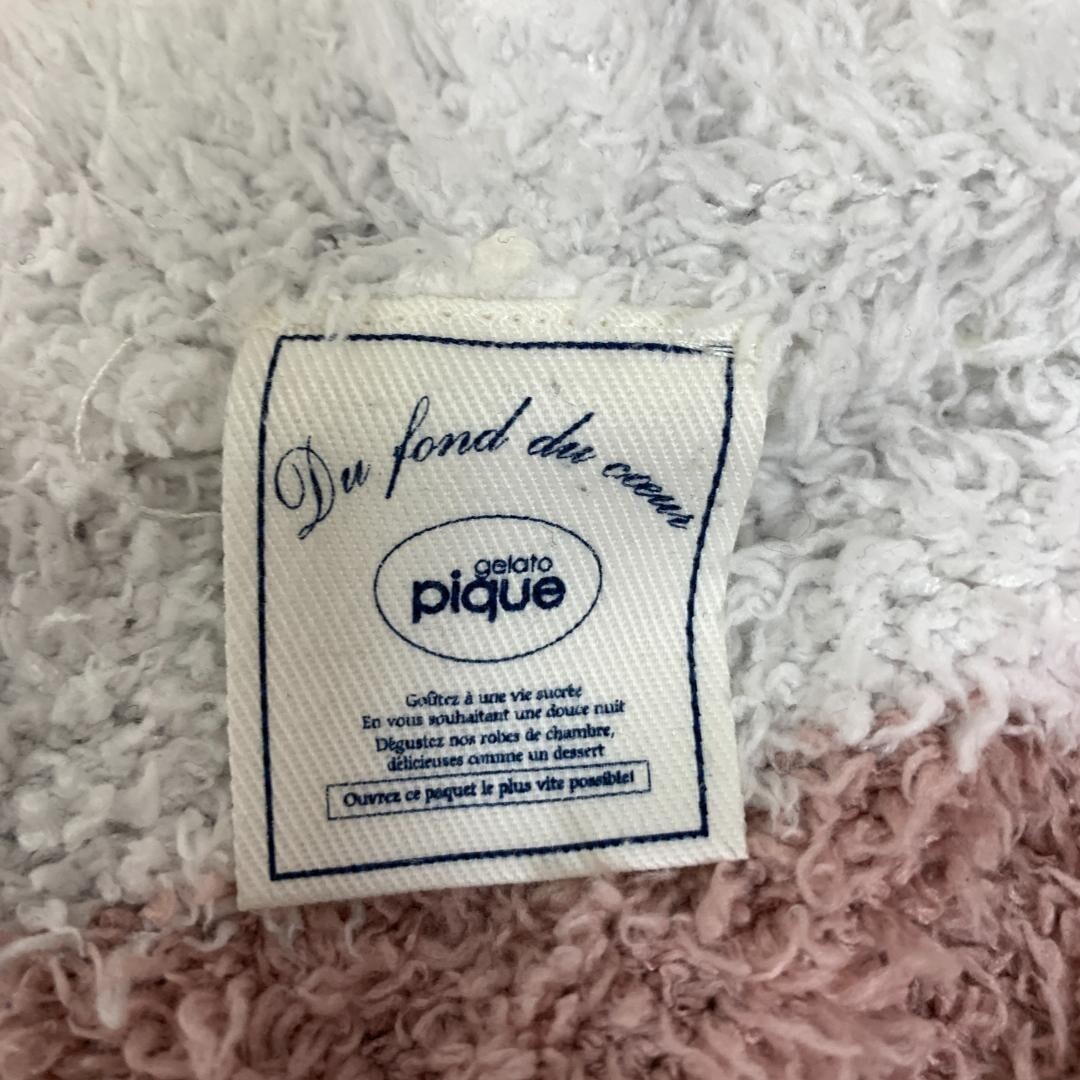 Du fond du cœur
gelato
pique
Goûtez à une vie sucrée
En vous souhaitant une douce nuit
Dégustez nos robes de chambre,
délicieuses comme un dessert
Ouvrez ce paquet le plus vite possible!